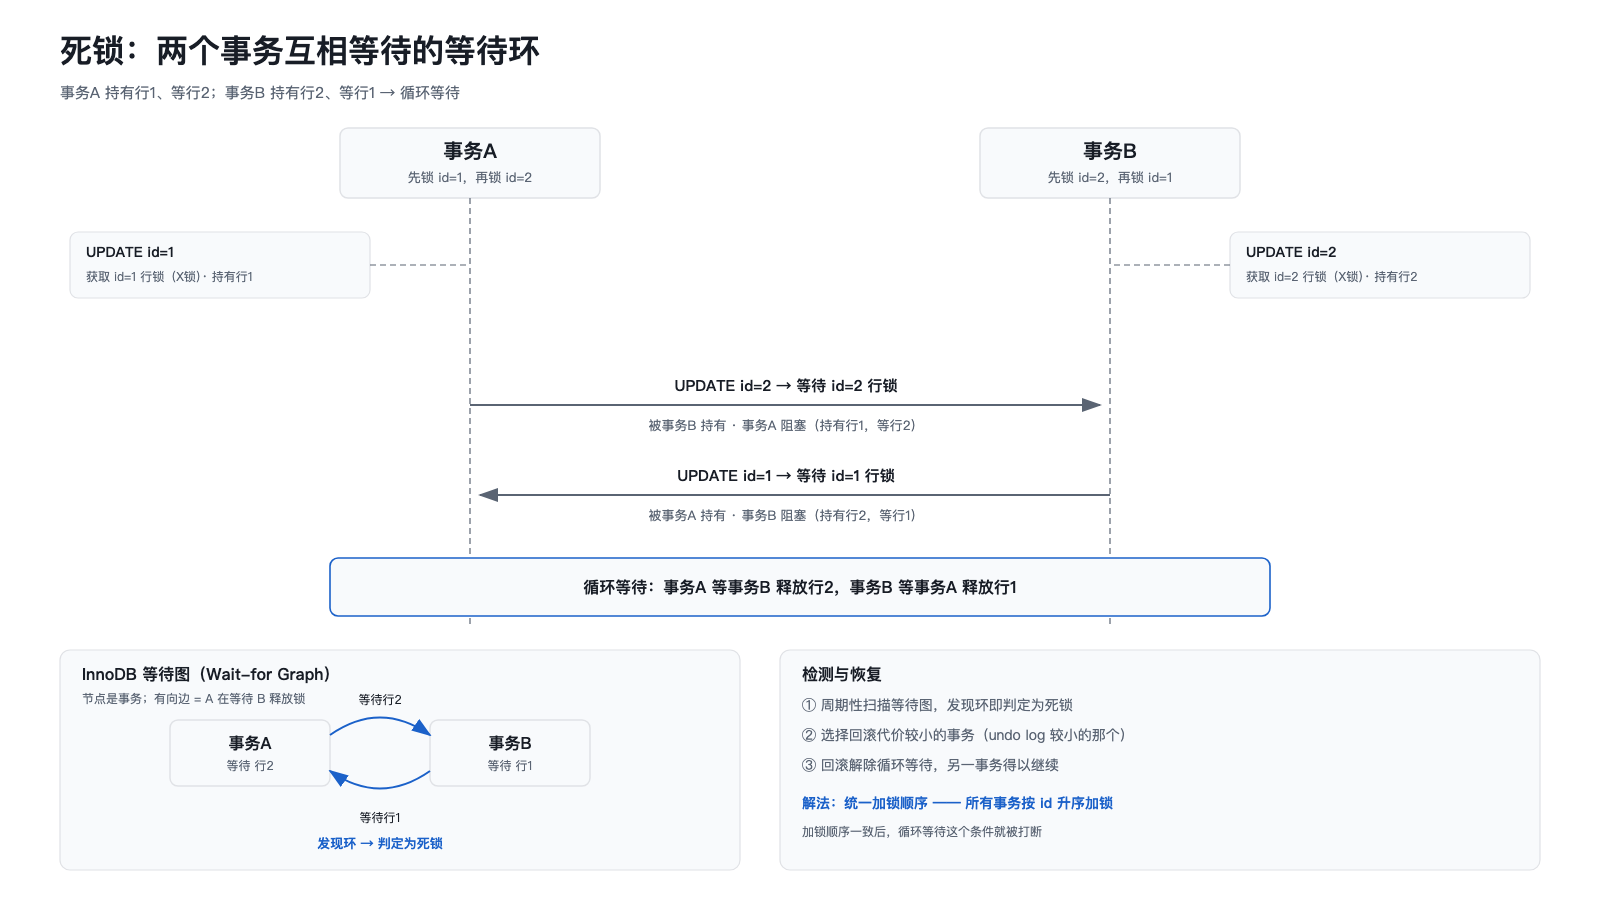 死锁：两个事务互相等待的等待环
事务A 持有行1、等行2；事务B 持有行2、等行1 → 循环等待
事务A
先锁 id=1，再锁 id=2
事务B
先锁 id=2，再锁 id=1
UPDATE id=1
获取 id=1 行锁（X锁）· 持有行1
UPDATE id=2
获取 id=2 行锁（X锁）· 持有行2
UPDATE id=2 → 等待 id=2 行锁
被事务B 持有 · 事务A 阻塞（持有行1，等行2）
UPDATE id=1 → 等待 id=1 行锁
被事务A 持有 · 事务B 阻塞（持有行2，等行1）
循环等待：事务A 等事务B 释放行2，事务B 等事务A 释放行1
InnoDB 等待图（Wait-for Graph）
节点是事务；有向边 = A 在等待 B 释放锁
等待行2
事务A
等待 行2
事务B
等待 行1
等待行1
发现环 → 判定为死锁
检测与恢复
① 周期性扫描等待图，发现环即判定为死锁
② 选择回滚代价较小的事务（undo log 较小的那个）
③ 回滚解除循环等待，另一事务得以继续
解法：统一加锁顺序 —— 所有事务按 id 升序加锁
加锁顺序一致后，循环等待这个条件就被打断